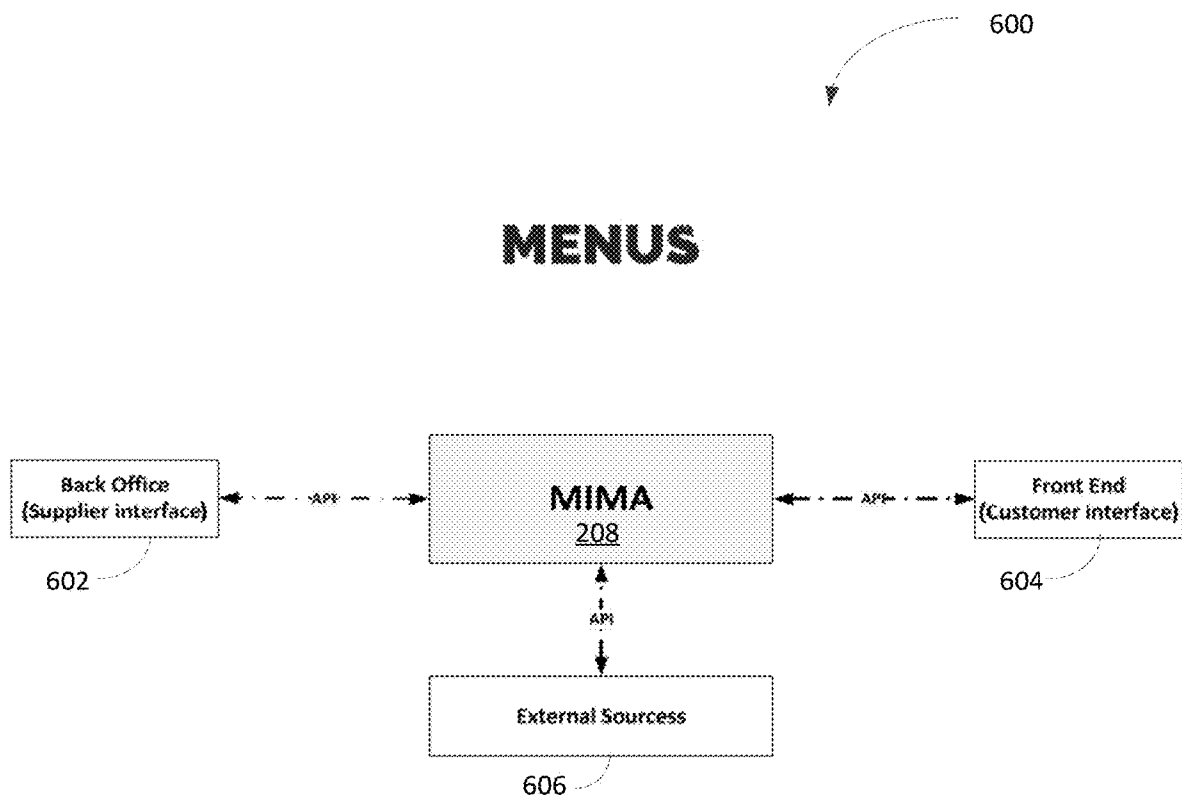 600
MENUS
Back Office
(Supplier interface)
API
MIMA
208
API
Front End
(Customer interface)
602
604
API
External Sourcess
606